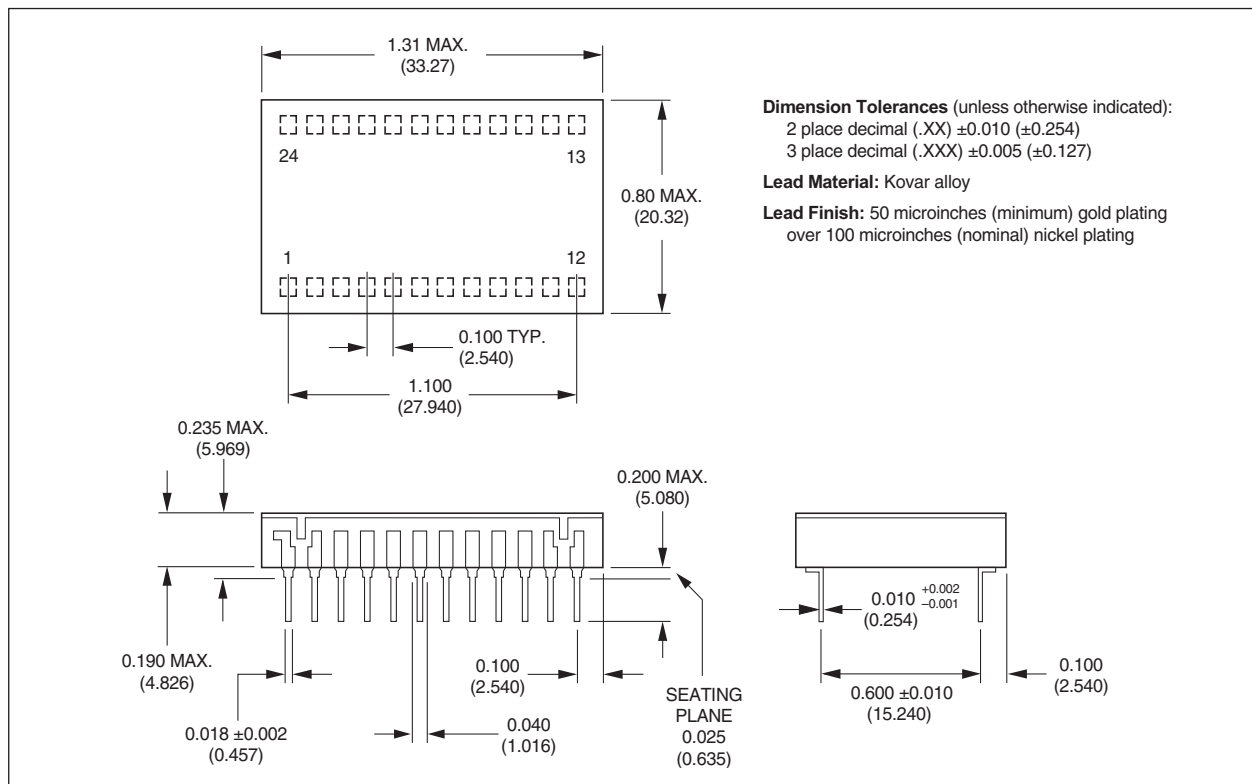 1.31 MAX.
(33.27)
24
13
1
12
0.80 MAX.
(20.32)
0.100 TYP.
(2.540)
1.100
(27.940)
Dimension Tolerances (unless otherwise indicated):
2 place decimal (.XX) ±0.010 (±0.254)
3 place decimal (.XXX) ±0.005 (±0.127)
Lead Material: Kovar alloy
Lead Finish: 50 microinches (minimum) gold plating
over 100 microinches (nominal) nickel plating
0.235 MAX.
(5.969)
0.200 MAX.
(5.080)
0.190 MAX.
(4.826)
0.018 ±0.002
(0.457)
0.040
(1.016)
0.100
(2.540)
SEATING
PLANE
0.025
(0.635)
0.010 +0.002
–0.001
(0.254)
0.600 ±0.010
(15.240)
0.100
(2.540)